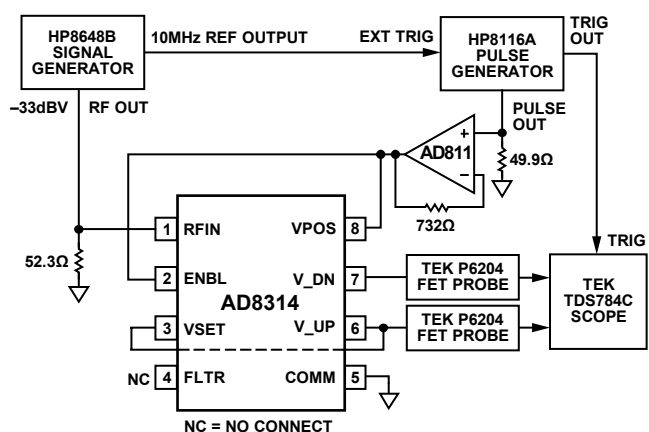 HP8648B
SIGNAL
GENERATOR
10MHz REF OUTPUT
EXT TRIG
HP8116A
PULSE
GENERATOR
TRIG
OUT
–33dBV
RF OUT
PULSE
OUT
+
AD811
–
49.9Ω
732Ω
52.3Ω
1 RFIN
VPOS 8
2 ENBL
V_DN 7
AD8314
3 VSET
V_UP 6
NC 4 FLTR
COMM 5
TEK P6204
FET PROBE
TEK P6204
FET PROBE
TRIG
TEK
TDS784C
SCOPE
NC = NO CONNECT